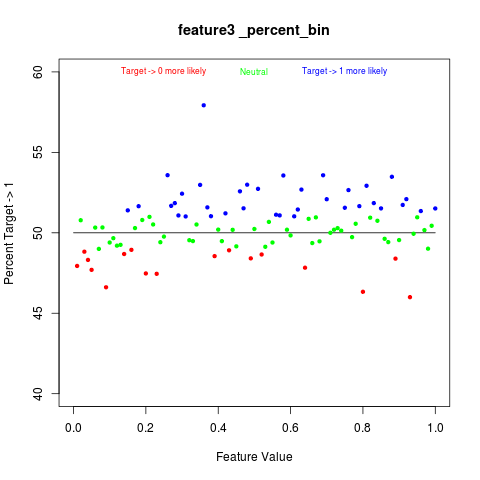 feature3 _percent_bin
Target -> 0 more likely
Neutral
Target -> 1 more likely
Percent Target -> 1
60
55
50
45
40
0.0
0.2
0.4
0.6
0.8
1.0
Feature Value